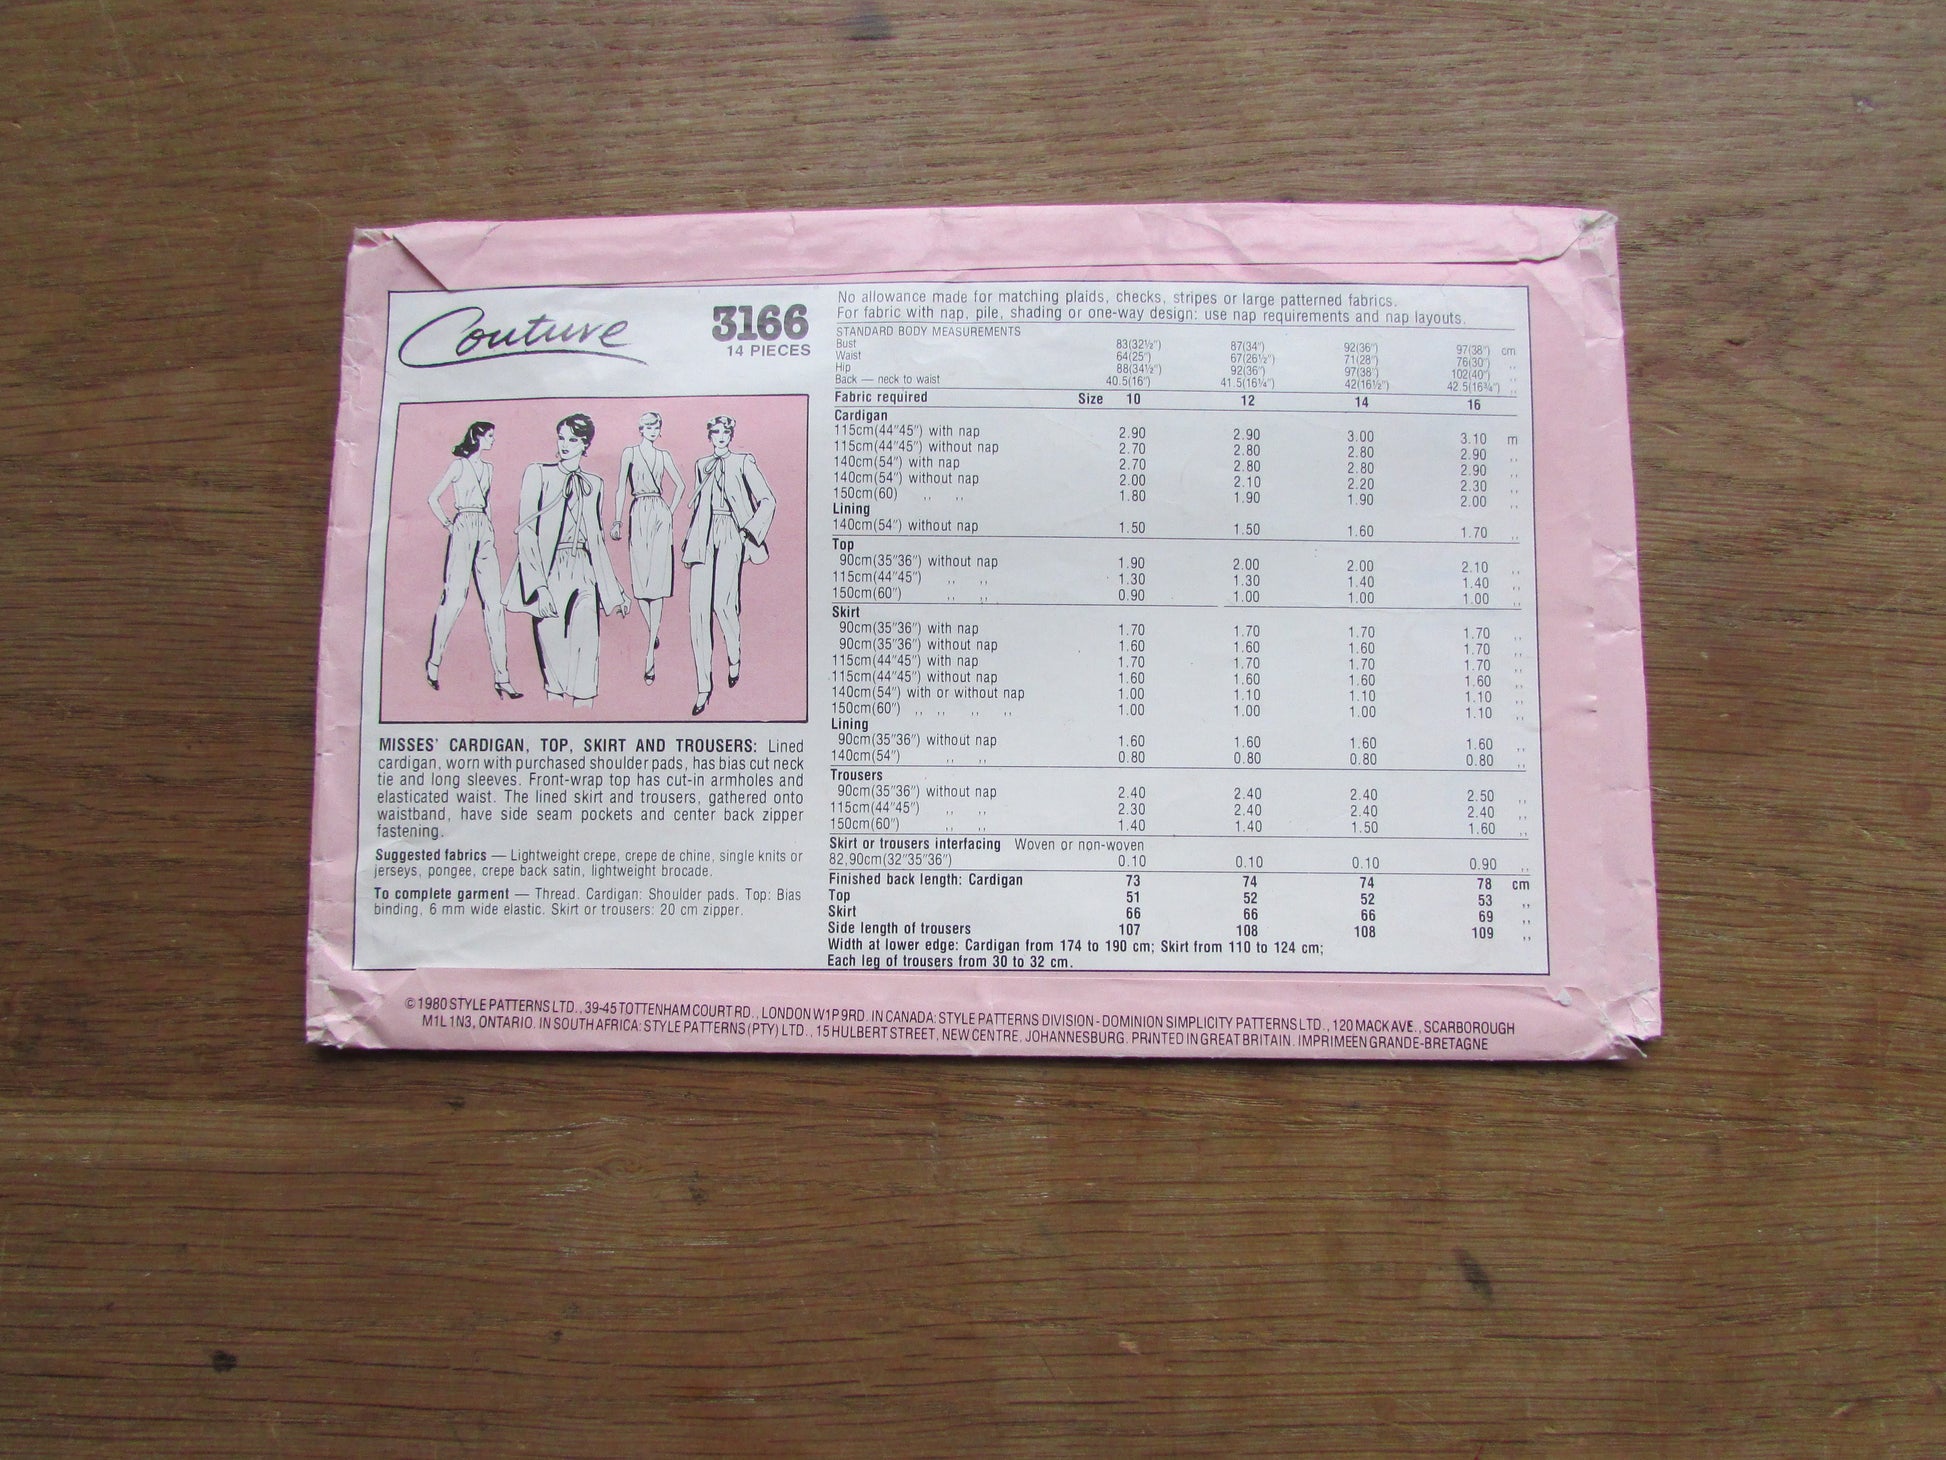 Couture
3166
14 PIECES
MISSES' CARDIGAN, TOP, SKIRT AND TROUSERS: Lined
cardigan, worn with purchased shoulder pads, has bias cut neck
tie and long sleeves. Front-wrap top has cut-in armholes and
elasticated waist. The lined skirt and trousers, gathered onto
waistband, have side seam pockets and center back zipper
fastening.
Suggested fabrics — Lightweight crepe, crepe de chine, single knits or
jerseys, pongee, crepe back satin, lightweight brocade.
To complete garment — Thread. Cardigan: Shoulder pads. Top: Bias
binding, 6 mm wide elastic. Skirt or trousers: 20 cm zipper.
No allowance made for matching plaids, checks, stripes or large patterned fabrics.
For fabric with nap, pile, shading or one-way design: use nap requirements and nap layouts.
STANDARD BODY MEASUREMENTS
Bust 83(32½") 87(34") 92(36") 97(38") cm
Waist 64(25") 67(26½") 71(28") 76(30") ,,
Hip 88(34½") 92(36") 97(38") 102(40") ,,
Back — neck to waist 40.5(16") 41.5(16¼") 42(16½") 42.5(16¾") ,,
Fabric required Size 10 12 14 16
Cardigan
115cm(44"45") with nap 2.90 2.90 3.00 3.10 m
115cm(44"45") without nap 2.70 2.80 2.80 2.90 ,,
140cm(54") with nap 2.70 2.80 2.80 2.90 ,,
140cm(54") without nap 2.00 2.10 2.20 2.30 ,,
150cm(60) ,, ,, 1.80 1.90 1.90 2.00 ,,
Lining
140cm(54") without nap 1.50 1.50 1.60 1.70 ,,
Top
90cm(35"36") without nap 1.90 2.00 2.00 2.10 ,,
115cm(44"45") ,, ,, 1.30 1.30 1.40 1.40 ,,
150cm(60") ,, ,, 0.90 1.00 1.00 1.00 ,,
Skirt
90cm(35"36") with nap 1.70 1.70 1.70 1.70 ,,
90cm(35"36") without nap 1.60 1.60 1.60 1.70 ,,
115cm(44"45") with nap 1.70 1.70 1.70 1.70 ,,
115cm(44"45") without nap 1.60 1.60 1.60 1.60 ,,
140cm(54") with or without nap 1.00 1.10 1.10 1.10 ,,
150cm(60") ,, ,, ,, ,, 1.00 1.00 1.00 1.10 ,,
Lining
90cm(35"36") without nap 1.60 1.60 1.60 1.60 ,,
140cm(54") ,, ,, 0.80 0.80 0.80 0.80 ,,
Trousers
90cm(35"36") without nap 2.40 2.40 2.40 2.50 ,,
115cm(44"45") ,, ,, 2.30 2.40 2.40 2.40 ,,
150cm(60") ,, ,, 1.40 1.40 1.50 1.60 ,,
Skirt or trousers interfacing Woven or non-woven
82,90cm(32"35"36") 0.10 0.10 0.10 0.90 ,,
Finished back length: Cardigan 73 74 74 78 cm
Top 51 52 52 53 ,,
Skirt 66 66 66 69 ,,
Side length of trousers 107 108 108 109 ,,
Width at lower edge: Cardigan from 174 to 190 cm; Skirt from 110 to 124 cm;
Each leg of trousers from 30 to 32 cm.
© 1980 STYLE PATTERNS LTD., 39-45 TOTTENHAM COURT RD., LONDON W1P 9RD. IN CANADA: STYLE PATTERNS DIVISION - DOMINION SIMPLICITY PATTERNS LTD., 120 MACK AVE., SCARBOROUGH
M1L 1N3, ONTARIO. IN SOUTH AFRICA: STYLE PATTERNS (PTY) LTD., 15 HULBERT STREET, NEW CENTRE, JOHANNESBURG. PRINTED IN GREAT BRITAIN. IMPRIME EN GRANDE-BRETAGNE